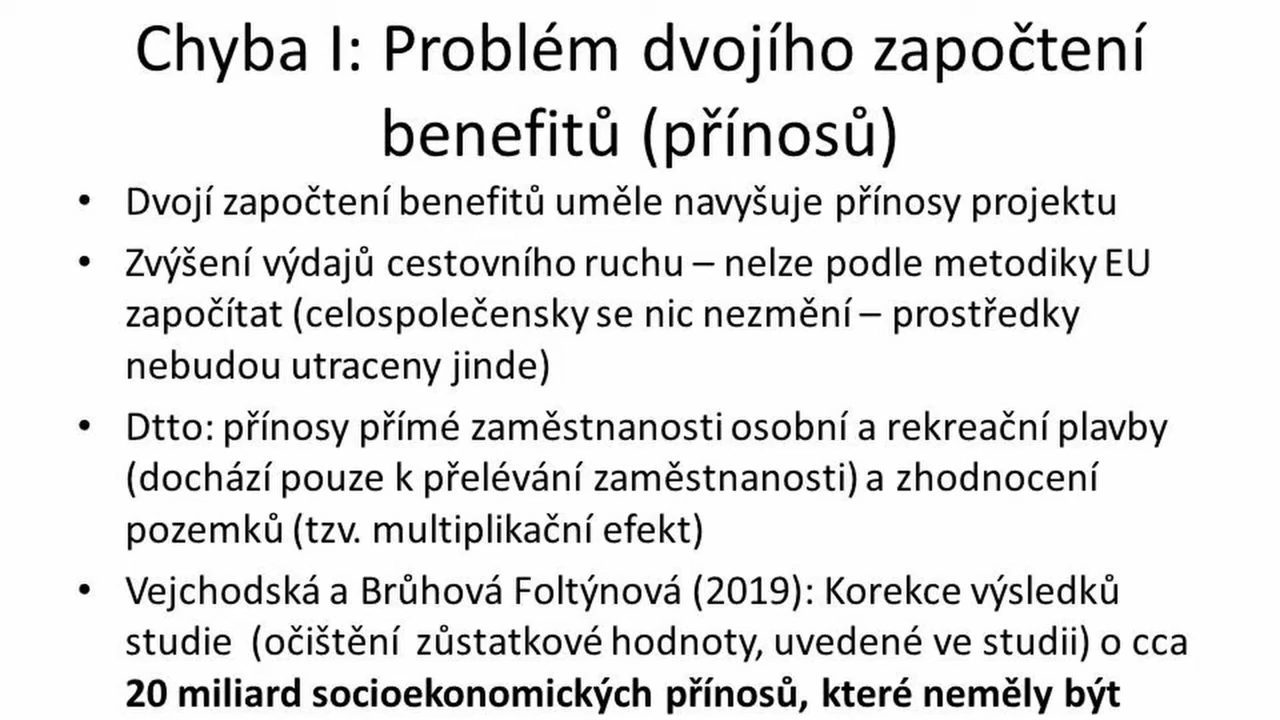 Chyba I: Problém dvojího započtení
benefitů (přínosů)
• Dvojí započtení benefitů uměle navyšuje přínosy projektu
• Zvýšení výdajů cestovního ruchu – nelze podle metodiky EU
započítat (celospolečensky se nic nezmění – prostředky
nebudou utraceny jinde)
• Dtto: přínosy přímé zaměstnanosti osobní a rekreační plavby
(dochází pouze k přelévání zaměstnanosti) a zhodnocení
pozemků (tzv. multiplikační efekt)
• Vejchodská a Brůhová Foltýnová (2019): Korekce výsledků
studie (očištění zůstatkové hodnoty, uvedené ve studii) o cca
20 miliard socioekonomických přínosů, které neměly být